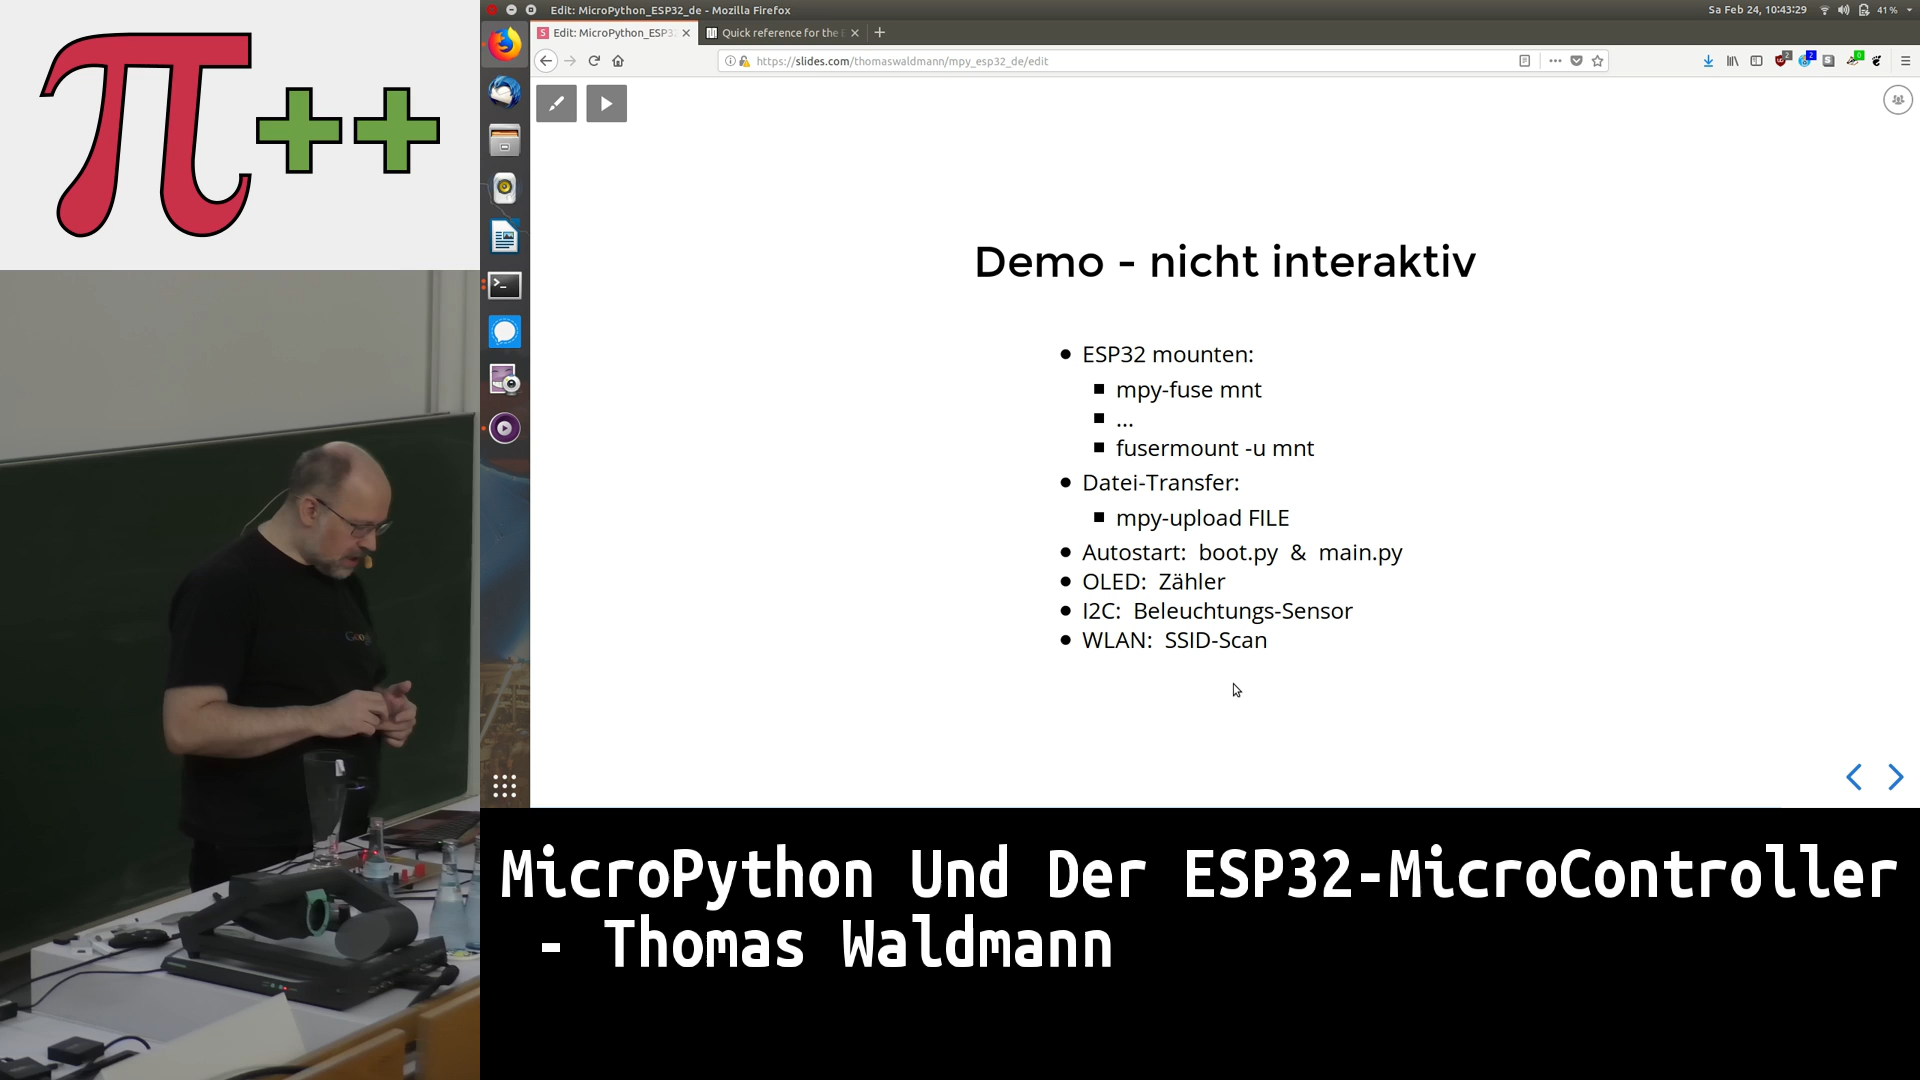 Edit: MicroPython_ESP32_de - Mozilla Firefox
Sa Feb 24, 10:43:29
41%
Edit: MicroPython_ESP3
Quick reference for the
https://slides.com/thomaswaldmann/mpy_esp32_de/edit
π++
Demo - nicht interaktiv
ESP32 mounten:
mpy-fuse mnt
...
fusermount -u mnt
Datei-Transfer:
mpy-upload FILE
Autostart: boot.py & main.py
OLED: Zähler
I2C: Beleuchtungs-Sensor
WLAN: SSID-Scan
Google
MicroPython Und Der ESP32-MicroController
- Thomas Waldmann